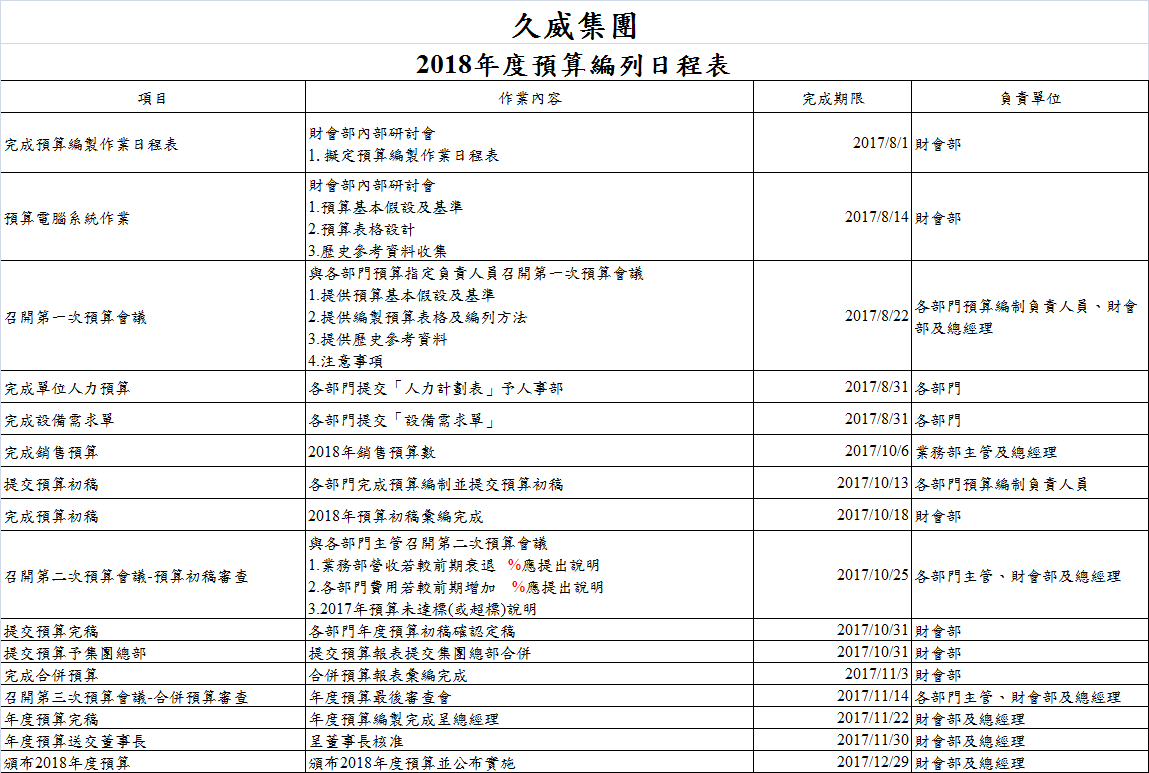 久威集團
2018年度預算編列日程表
項目 作業內容 完成期限 負責單位
完成預算編製作業日程表 財會部內部研討會
1. 擬定預算編製作業日程表 2017/8/1 財會部
預算電腦系統作業 財會部內部研討會
1.預算基本假設及基準
2.預算表格設計
3.歷史參考資料收集 2017/8/14 財會部
召開第一次預算會議 與各部門預算指定負責人員召開第一次預算會議
1.提供預算基本假設及基準
2.提供編製預算表格及編列方法
3.提供歷史參考資料
4.注意事項 2017/8/22 各部門預算編制負責人員、財會
部及總經理
完成單位人力預算 各部門提交「人力計劃表」予人事部 2017/8/31 各部門
完成設備需求單 各部門提交「設備需求單」 2017/8/31 各部門
完成銷售預算 2018年銷售預算數 2017/10/6 業務部主管及總經理
提交預算初稿 各部門完成預算編制並提交預算初稿 2017/10/13 各部門預算編制負責人員
完成預算初稿 2018年預算初稿彙編完成 2017/10/18 財會部
召開第二次預算會議-預算初稿審查 與各部門主管召開第二次預算會議
1.業務部營收若較前期衰退 %應提出說明
2.各部門費用若較前期增加 %應提出說明
3.2017年預算未達標(或超標)說明 2017/10/25 各部門主管、財會部及總經理
提交預算完稿 各部門年度預算初稿確認定稿 2017/10/31 財會部
提交預算予集團總部 提交預算報表提交集團總部合併 2017/10/31 財會部
完成合併預算 合併預算報表彙編完成 2017/11/3 財會部
召開第三次預算會議-合併預算審查 年度預算最後審查會 2017/11/14 各部門主管、財會部及總經理
年度預算完稿 年度預算編製完成呈總經理 2017/11/22 財會部及總經理
年度預算送交董事長 呈董事長核准 2017/11/30 財會部及總經理
頒布2018年度預算 頒布2018年度預算並公布實施 2017/12/29 財會部及總經理